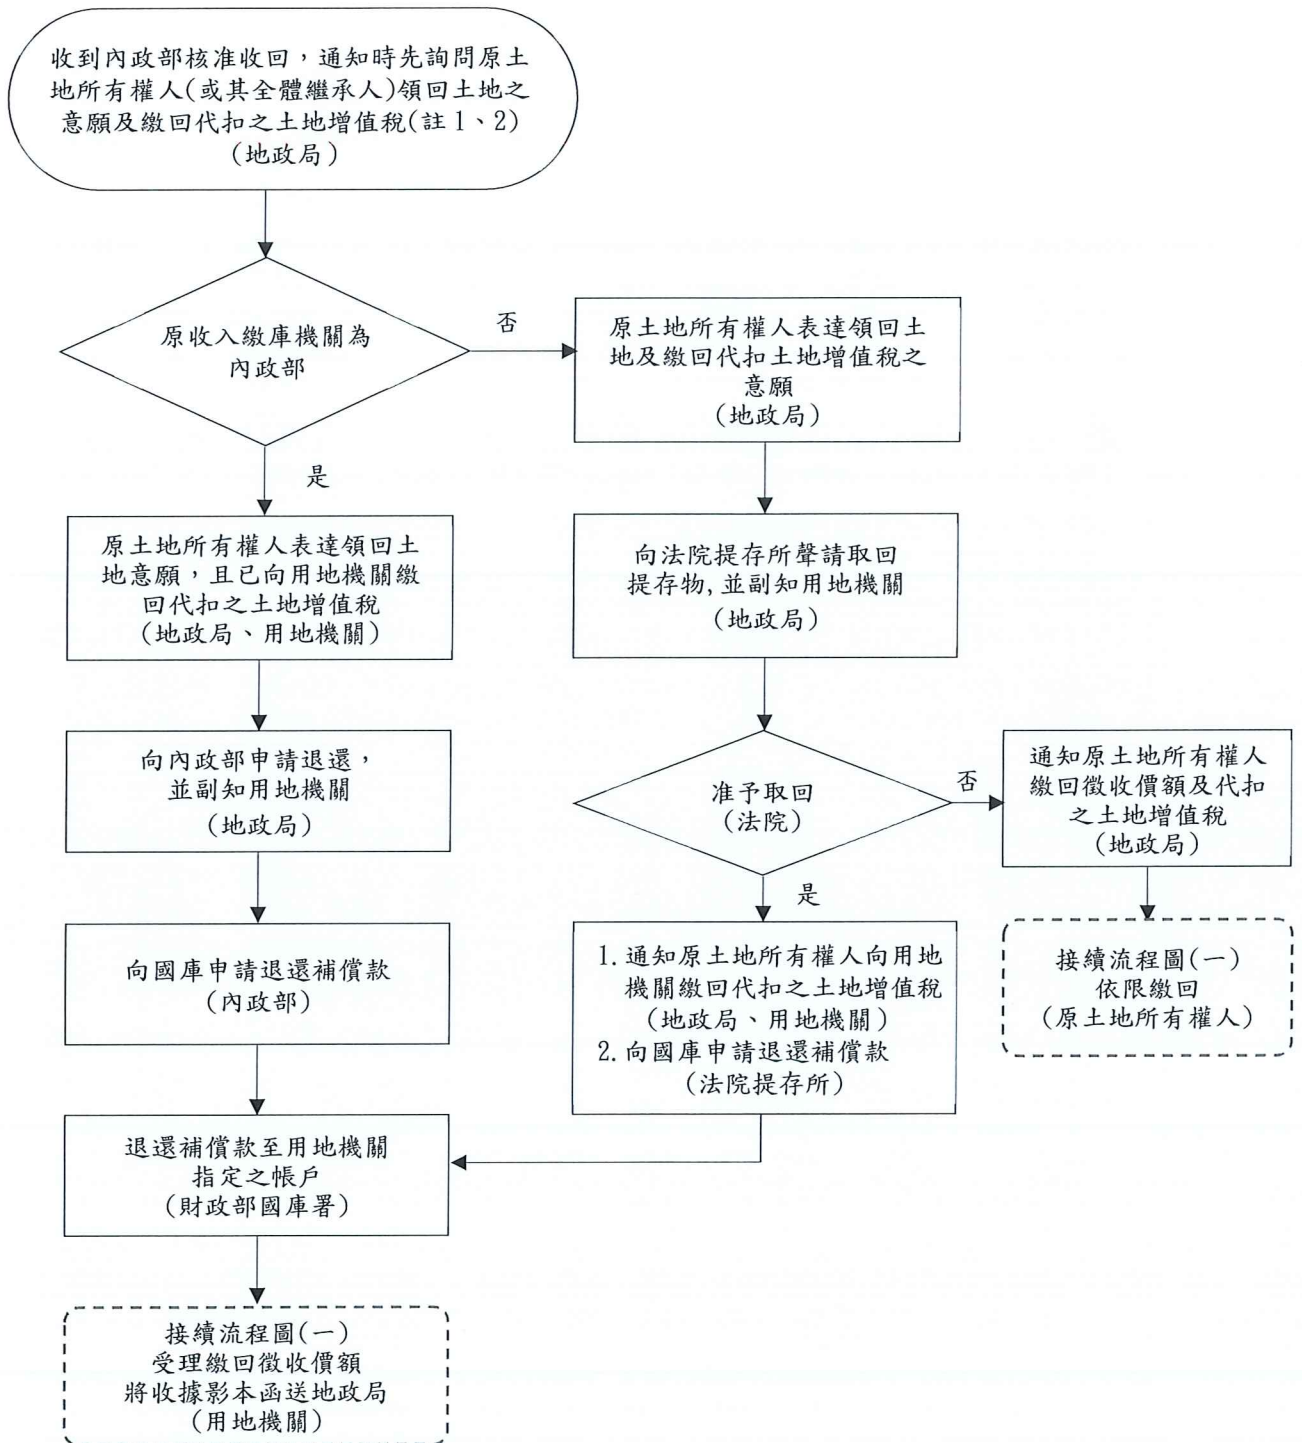 收到內政部核准收回，通知時先詢問原土
地所有權人(或其全體繼承人)領回土地之
意願及繳回代扣之土地增值稅(註1、2)
(地政局)
原收入繳庫機關為
內政部
否
原土地所有權人表達領回土
地及繳回代扣土地增值稅之
意願
(地政局)
是
原土地所有權人表達領回土
地意願，且已向用地機關繳
回代扣之土地增值稅
(地政局、用地機關)
向法院提存所聲請取回
提存物,並副知用地機關
(地政局)
向內政部申請退還，
並副知用地機關
(地政局)
准予取回
(法院)
否
通知原土地所有權人
繳回徵收價額及代扣
之土地增值稅
(地政局)
是
向國庫申請退還補償款
(內政部)
1.通知原土地所有權人向用地
機關繳回代扣之土地增值稅
(地政局、用地機關)
2.向國庫申請退還補償款
(法院提存所)
接續流程圖(一)
依限繳回
(原土地所有權人)
退還補償款至用地機關
指定之帳戶
(財政部國庫署)
接續流程圖(一)
受理繳回徵收價額
將收據影本函送地政局
(用地機關)